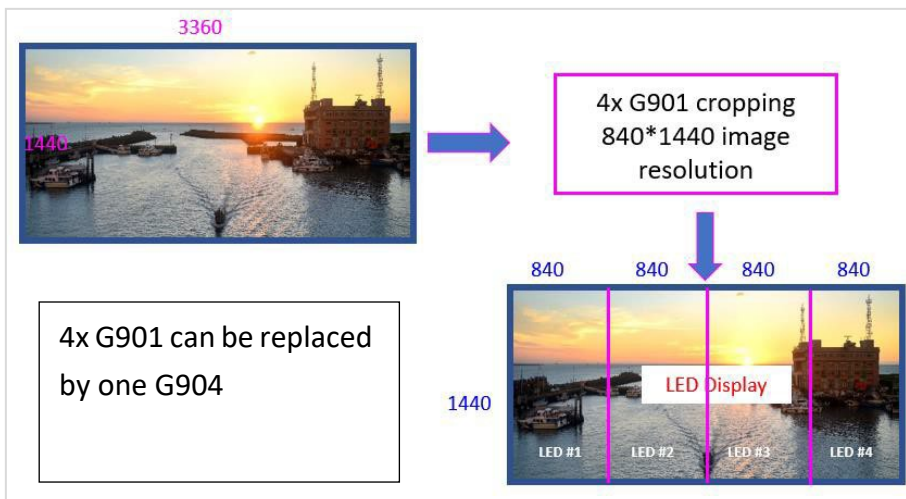 3360
1440
4x G901 cropping
840*1440 image
resolution
840
840
840
840
4x G901 can be replaced
by one G904
1440
LED Display
LED #1
LED #2
LED #3
LED #4